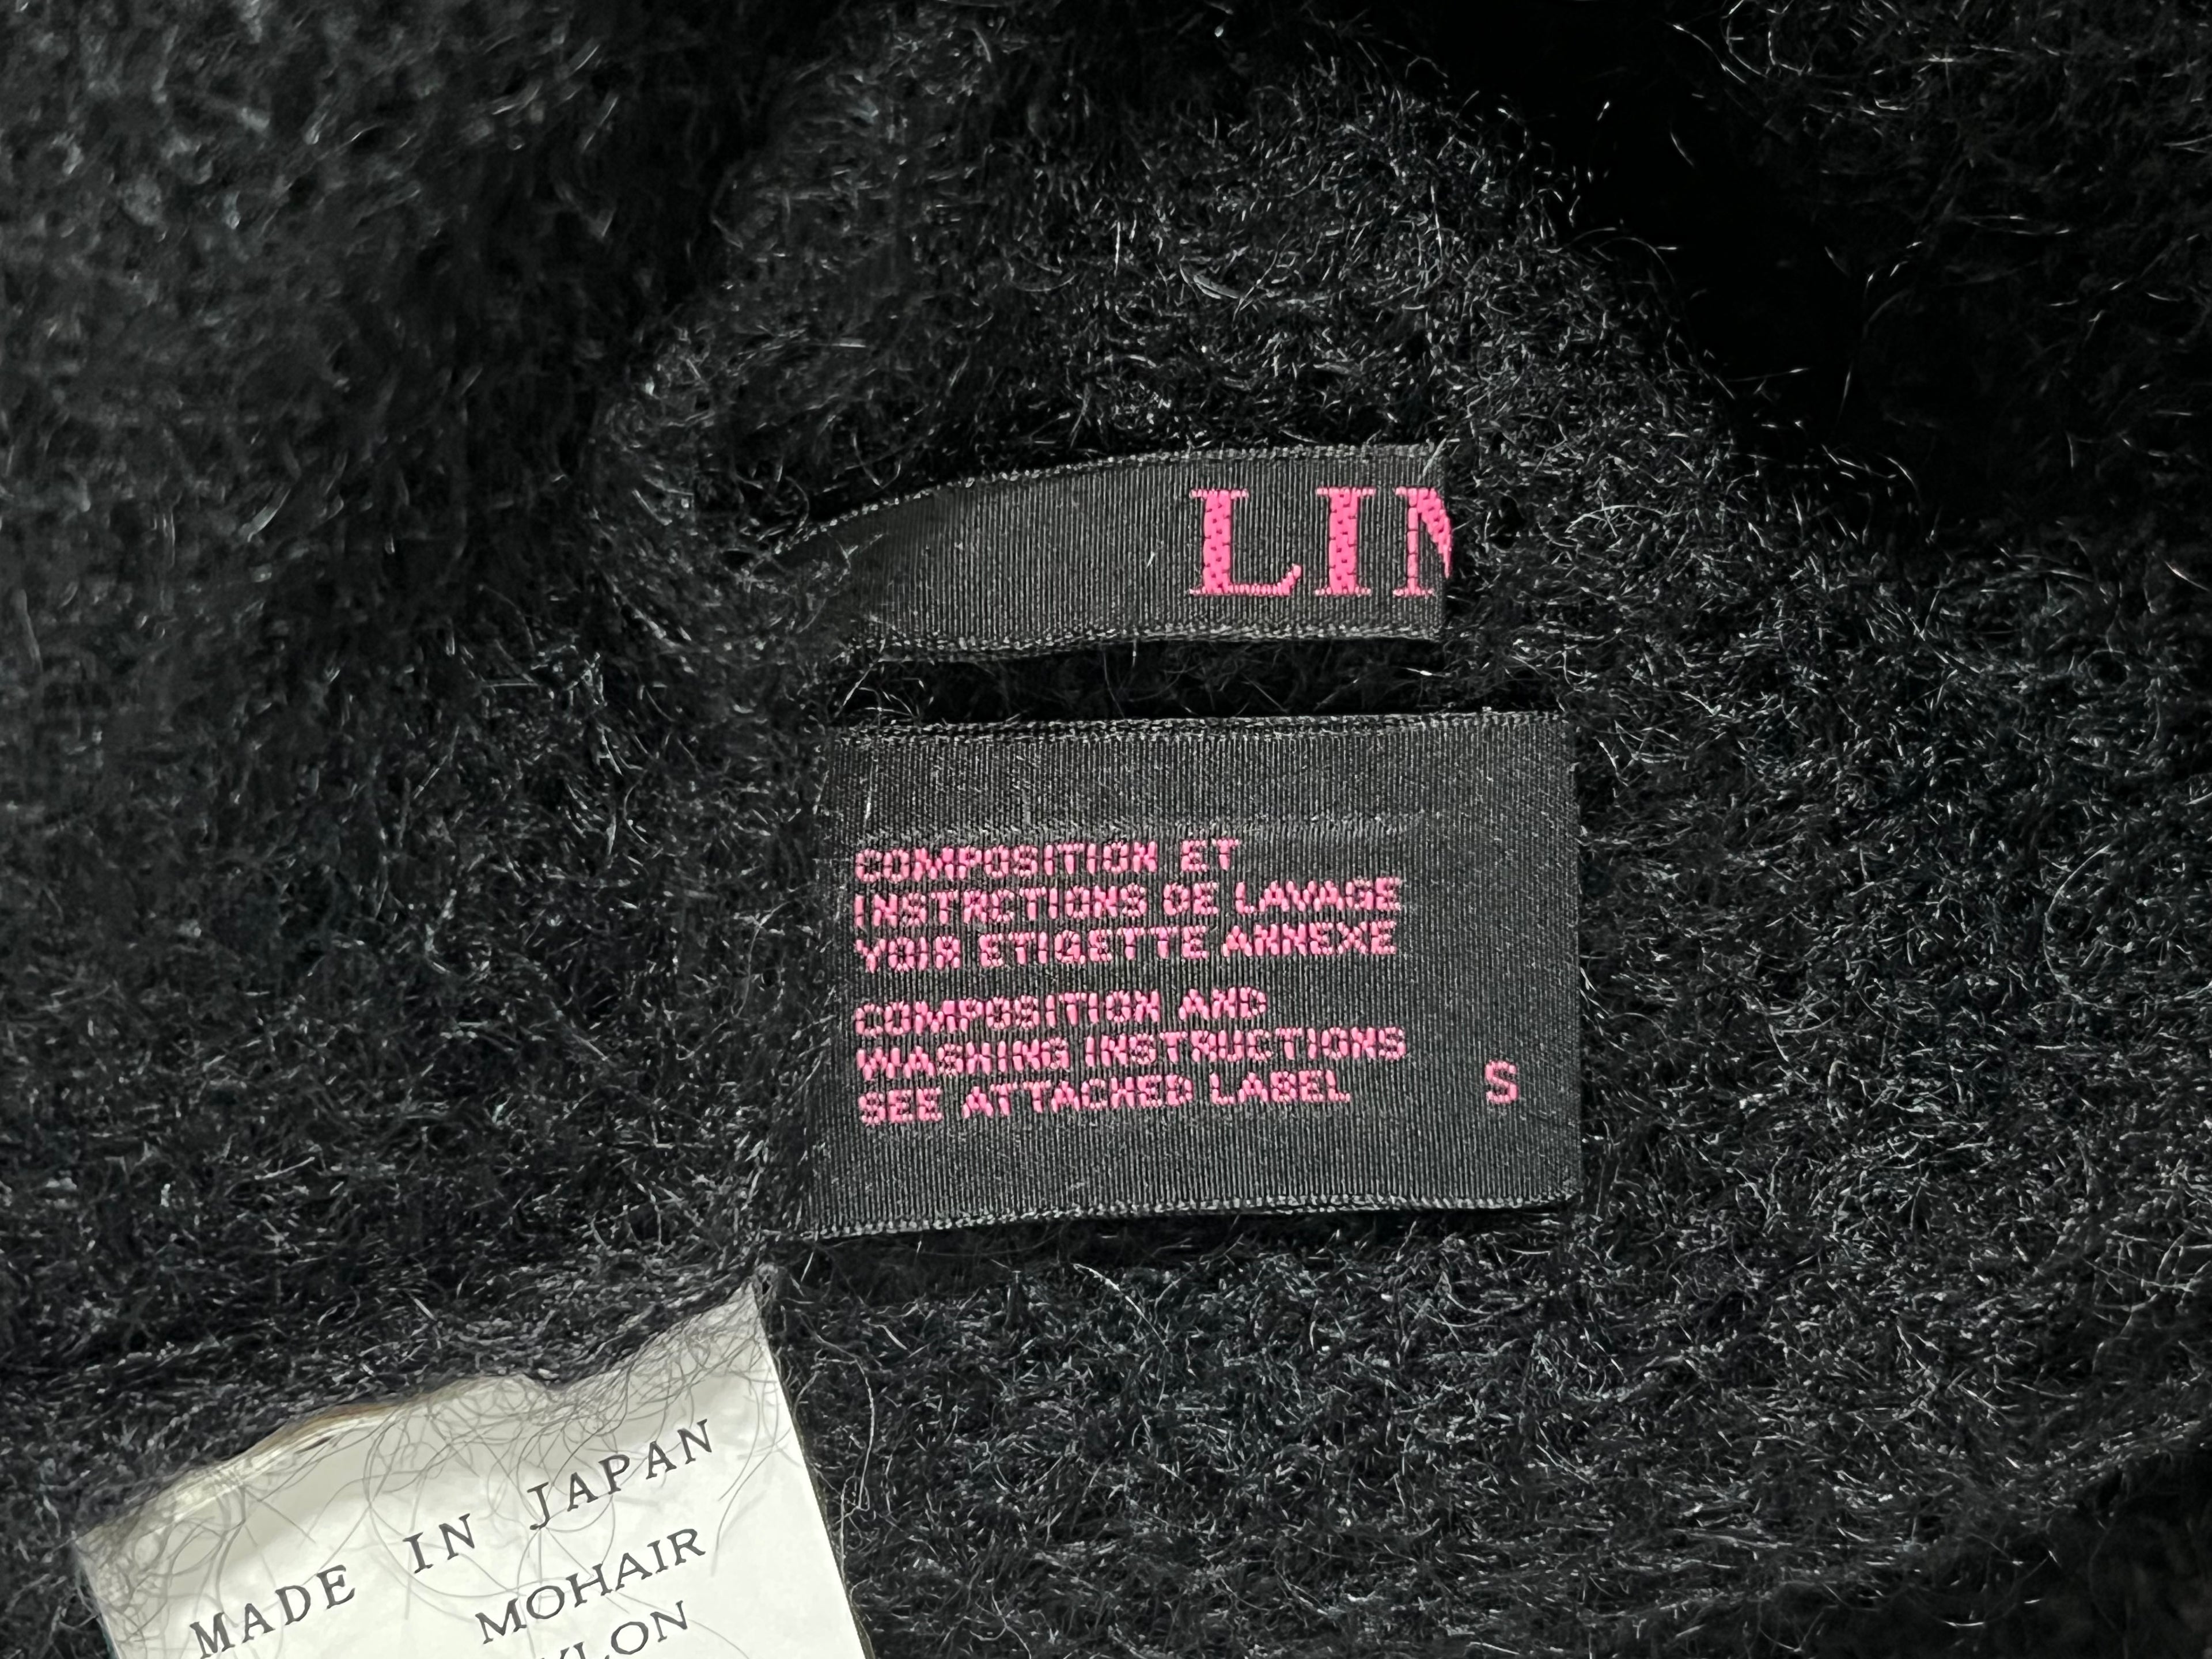 LIN
COMPOSITION ET
INSTRCTIONS DE LAVAGE
VOIR ETIQETTE ANNEXE
COMPOSITION AND
WASHING INSTRUCTIONS
SEE ATTACHED LABEL
S
MADE IN JAPAN
MOHAIR